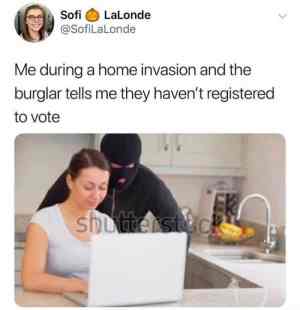 Sofi 🎃 LaLonde
@SofiLaLonde
Me during a home invasion and the
burglar tells me they haven't registered
to vote
shutterstock